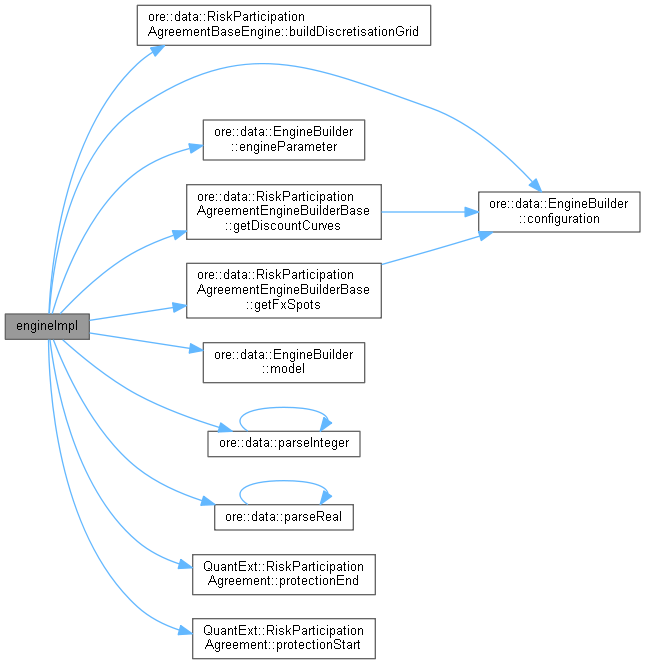 ore::data::RiskParticipation
AgreementBaseEngine::buildDiscretisationGrid
ore::data::EngineBuilder
::engineParameter
ore::data::RiskParticipation
AgreementEngineBuilderBase
::getDiscountCurves
ore::data::EngineBuilder
::configuration
ore::data::RiskParticipation
AgreementEngineBuilderBase
::getFxSpots
engineImpl
ore::data::EngineBuilder
::model
ore::data::parseInteger
ore::data::parseReal
QuantExt::RiskParticipation
Agreement::protectionEnd
QuantExt::RiskParticipation
Agreement::protectionStart